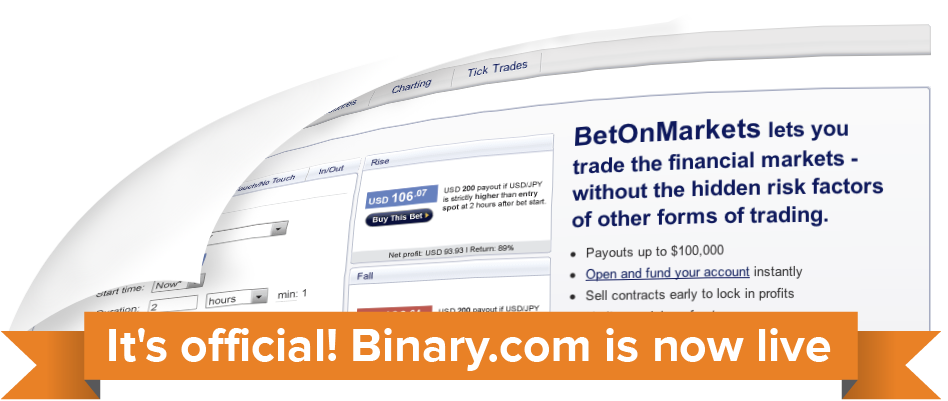 Charting
Tick Trades
Touch/No Touch
In/Out
Rise
USD 106.07
Buy This Bet
USD 200 payout if USD/JPY
is strictly higher than entry
spot at 2 hours after bet start.
Net profit: USD 93.93 | Return: 89%
Fall
USD 200 payout if USD/JPY
Start time: Now*
Duration: 2 hours min: 1
BetOnMarkets lets you
trade the financial markets -
without the hidden risk factors
of other forms of trading.
Payouts up to $100,000
Open and fund your account instantly
Sell contracts early to lock in profits
It's official! Binary.com is now live